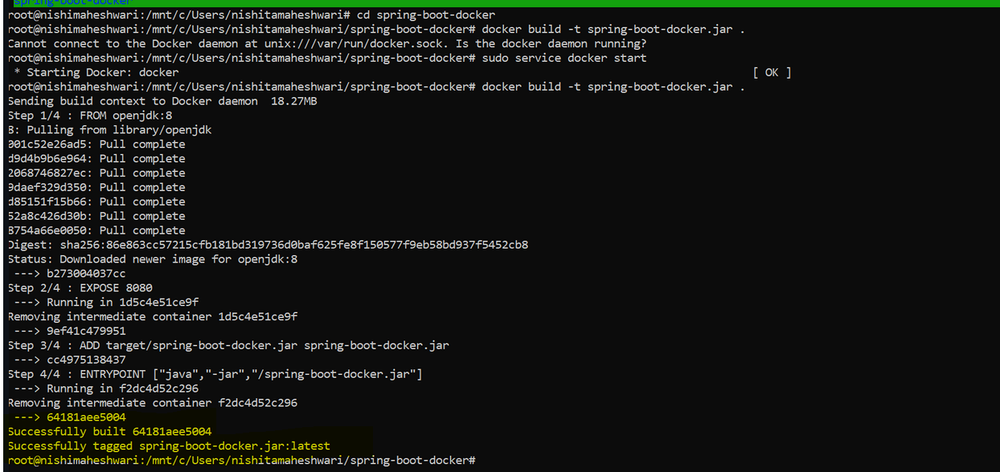 spring-boot-docker
root@nishimaheshwari:/mnt/c/Users/nishitamaheshwari# cd spring-boot-docker
root@nishimaheshwari:/mnt/c/Users/nishitamaheshwari/spring-boot-docker# docker build -t spring-boot-docker.jar .
Cannot connect to the Docker daemon at unix:///var/run/docker.sock. Is the docker daemon running?
root@nishimaheshwari:/mnt/c/Users/nishitamaheshwari/spring-boot-docker# sudo service docker start
* Starting Docker: docker [ OK ]
root@nishimaheshwari:/mnt/c/Users/nishitamaheshwari/spring-boot-docker# docker build -t spring-boot-docker.jar .
Sending build context to Docker daemon  18.27MB
Step 1/4 : FROM openjdk:8
8: Pulling from library/openjdk
001c52e26ad5: Pull complete
d9d4b9b6e964: Pull complete
2068746827ec: Pull complete
9daef329d350: Pull complete
d85151f15b66: Pull complete
52a8c426d30b: Pull complete
8754a66e0050: Pull complete
Digest: sha256:86e863cc57215cfb181bd319736d0baf625fe8f150577f9eb58bd937f5452cb8
Status: Downloaded newer image for openjdk:8
---> b273004037cc
Step 2/4 : EXPOSE 8080
---> Running in 1d5c4e51ce9f
Removing intermediate container 1d5c4e51ce9f
---> 9ef41c479951
Step 3/4 : ADD target/spring-boot-docker.jar spring-boot-docker.jar
---> cc4975138437
Step 4/4 : ENTRYPOINT ["java","-jar","/spring-boot-docker.jar"]
---> Running in f2dc4d52c296
Removing intermediate container f2dc4d52c296
---> 64181aee5004
Successfully built 64181aee5004
Successfully tagged spring-boot-docker.jar:latest
root@nishimaheshwari:/mnt/c/Users/nishitamaheshwari/spring-boot-docker#